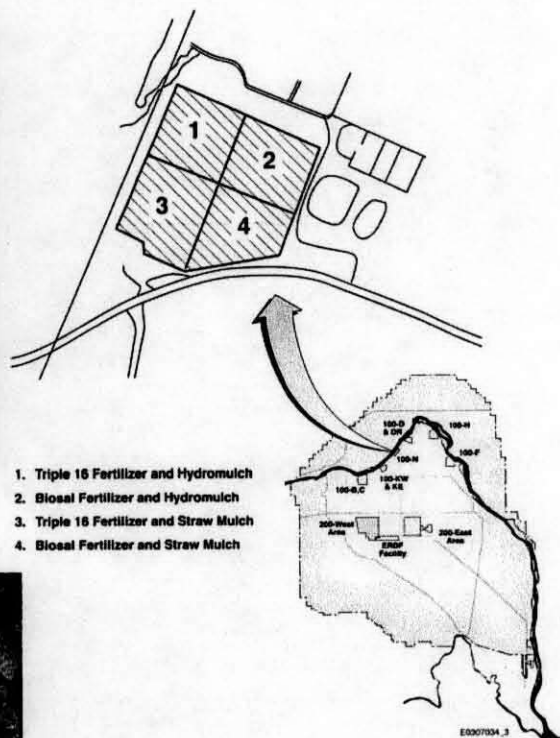 1
2
3
4
1. Triple 16 Fertilizer and Hydromulch
2. Biosal Fertilizer and Hydromulch
3. Triple 16 Fertilizer and Straw Mulch
4. Biosal Fertilizer and Straw Mulch
100-D
& DR
100-H
100-N
100-F
100-KW
& KE
100-B,C
200-West
Area
200-East
Area
ERDF
Facility
E0307034_3